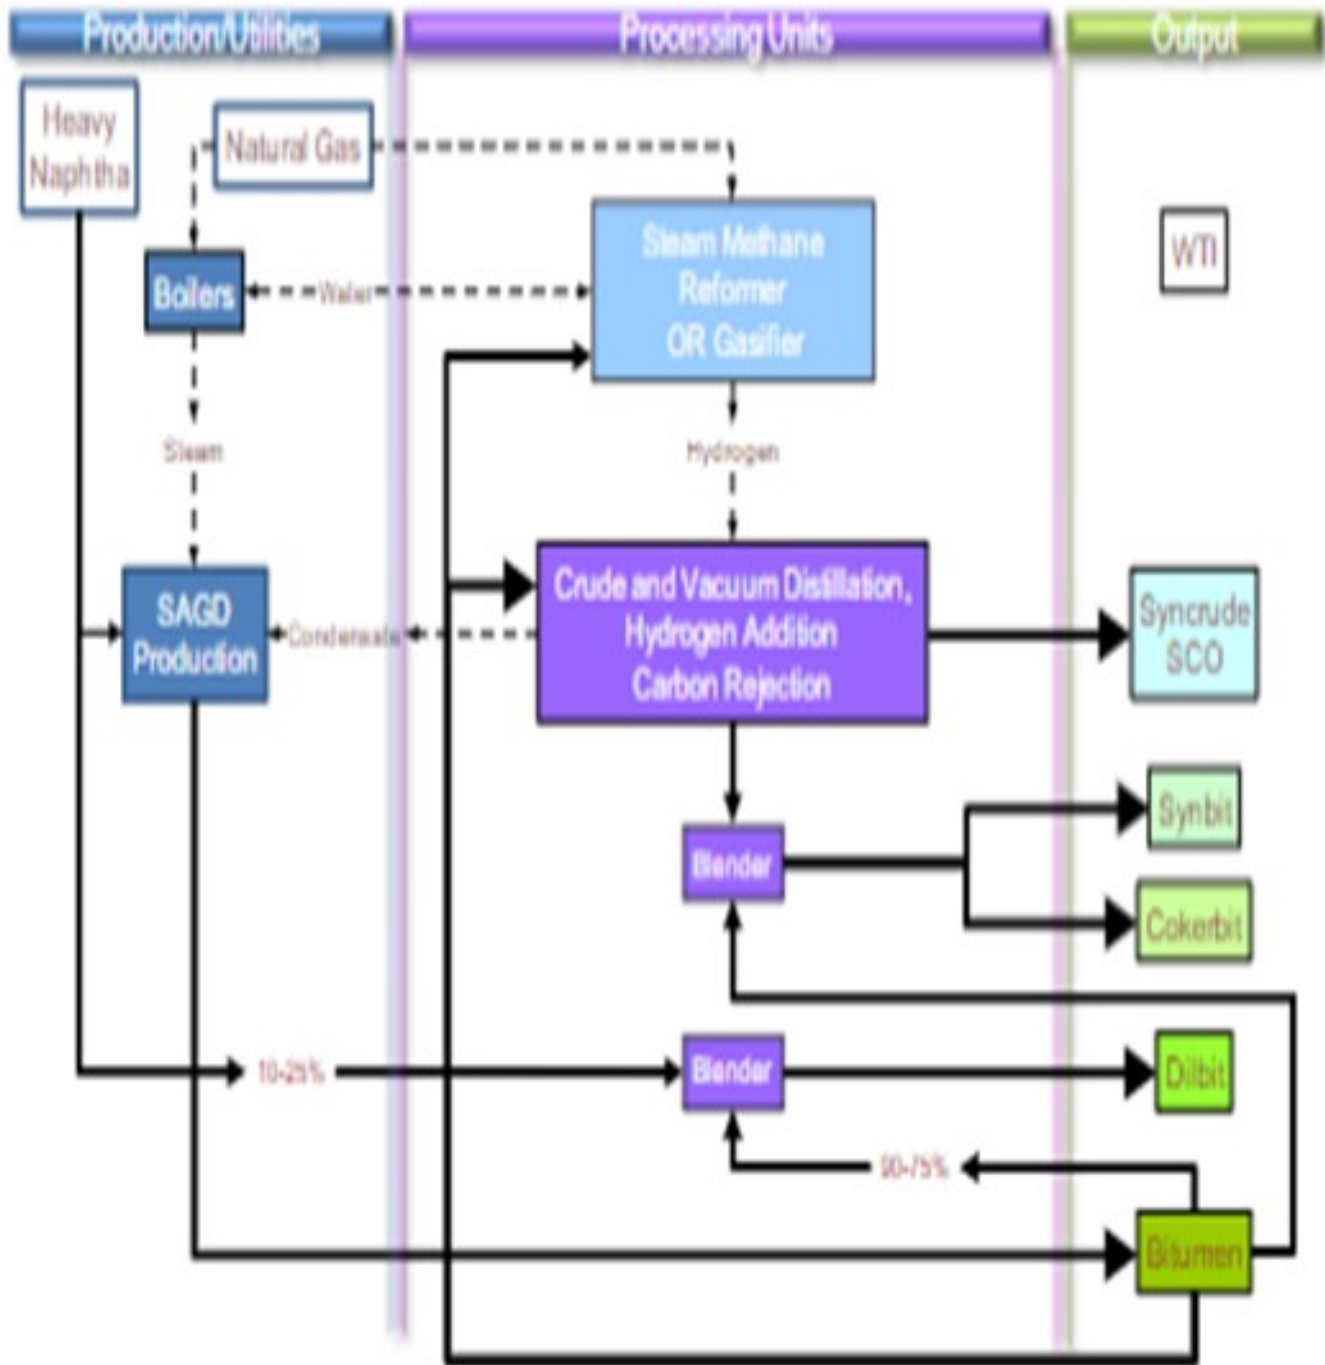 Production/Utilities
Processing Units
Output
Heavy
Naphtha
Natural Gas
Boilers
Water
Steam Methane
Reformer
OR Gasifier
WTI
Steam
Hydrogen
SAGD
Production
Condensate
Crude and Vacuum Distillation,
Hydrogen Addition
Carbon Rejection
Syncrude
SCO
Synbit
Blender
Cokerbit
10-25%
Blender
Dilbit
90-75%
Bitumen